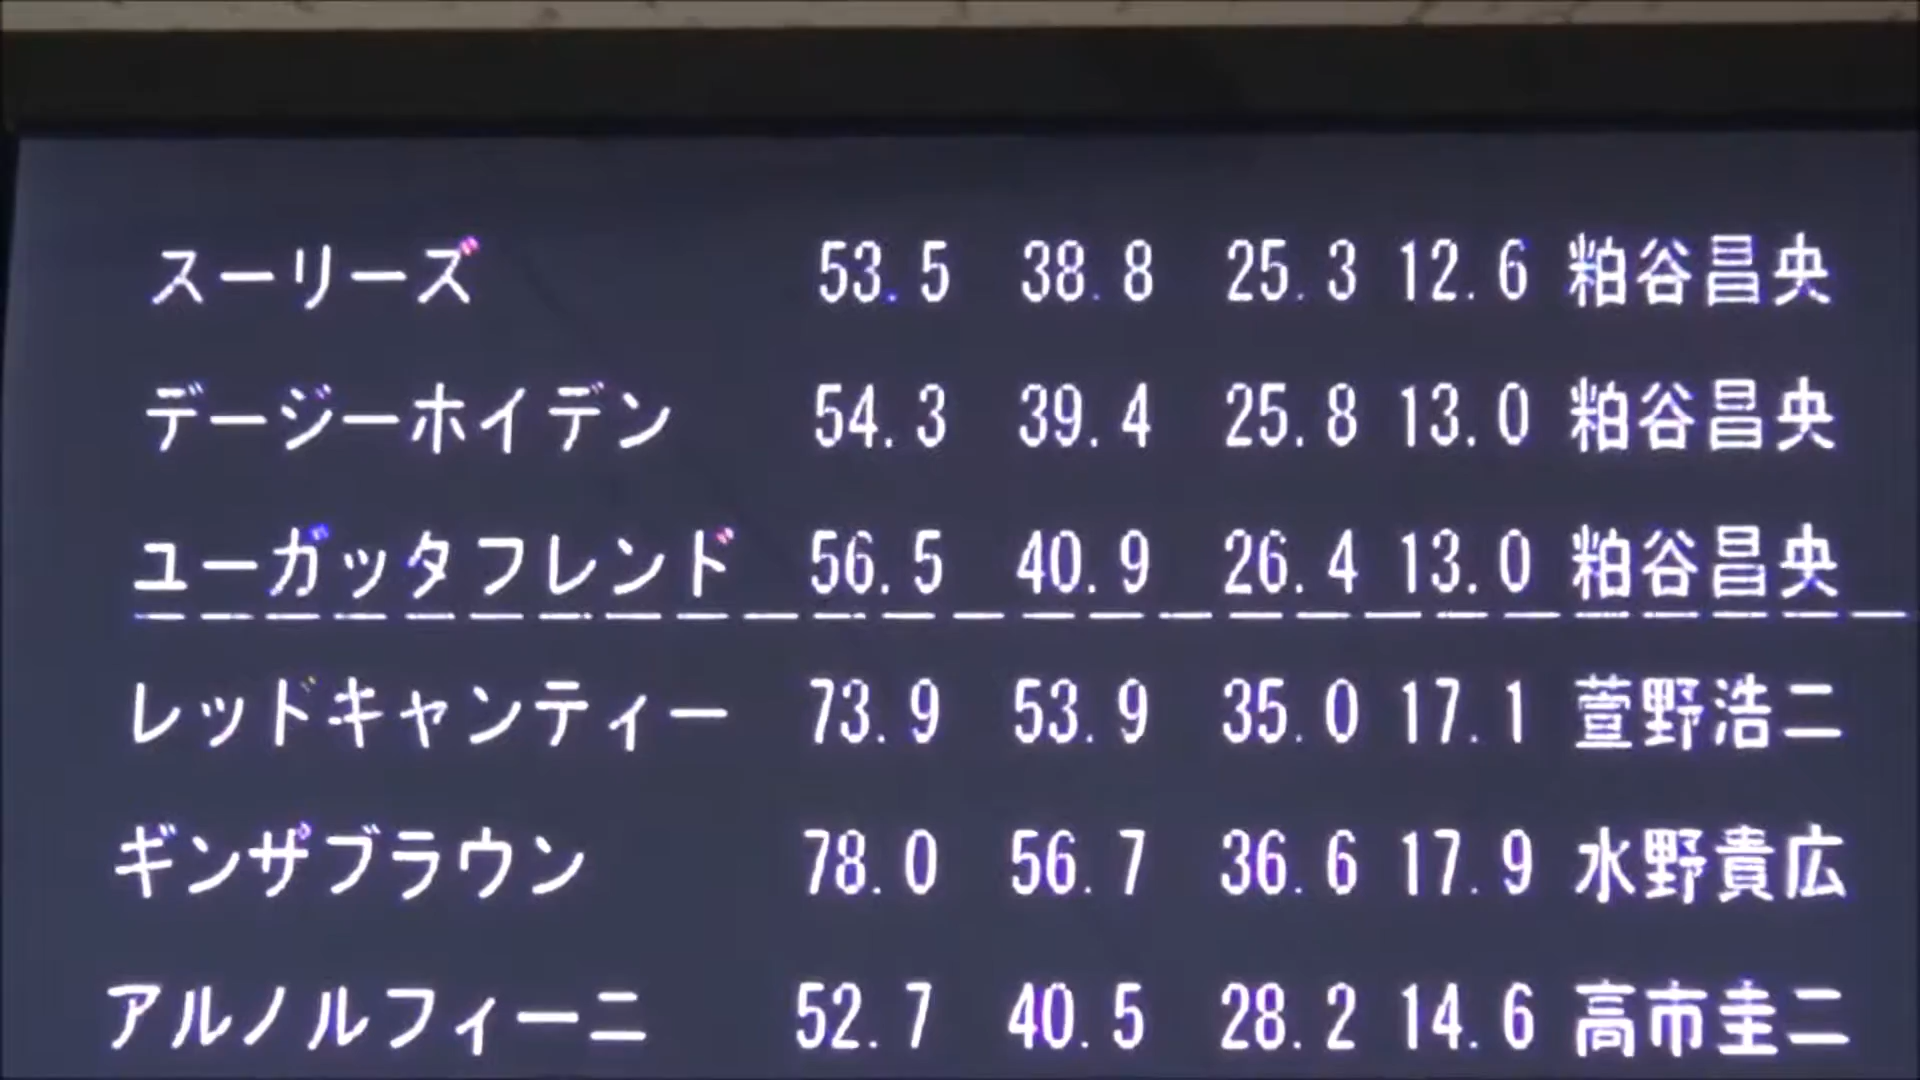 スーリーズ 53.5 38.8 25.3 12.6 粕谷昌央
デージーホイデン 54.3 39.4 25.8 13.0 粕谷昌央
ユーガッタフレンド 56.5 40.9 26.4 13.0 粕谷昌央
レッドキャンティー 73.9 53.9 35.0 17.1 萱野浩二
ギンザブラウン 78.0 56.7 36.6 17.9 水野貴広
アルノルフィーニ 52.7 40.5 28.2 14.6 高市圭二